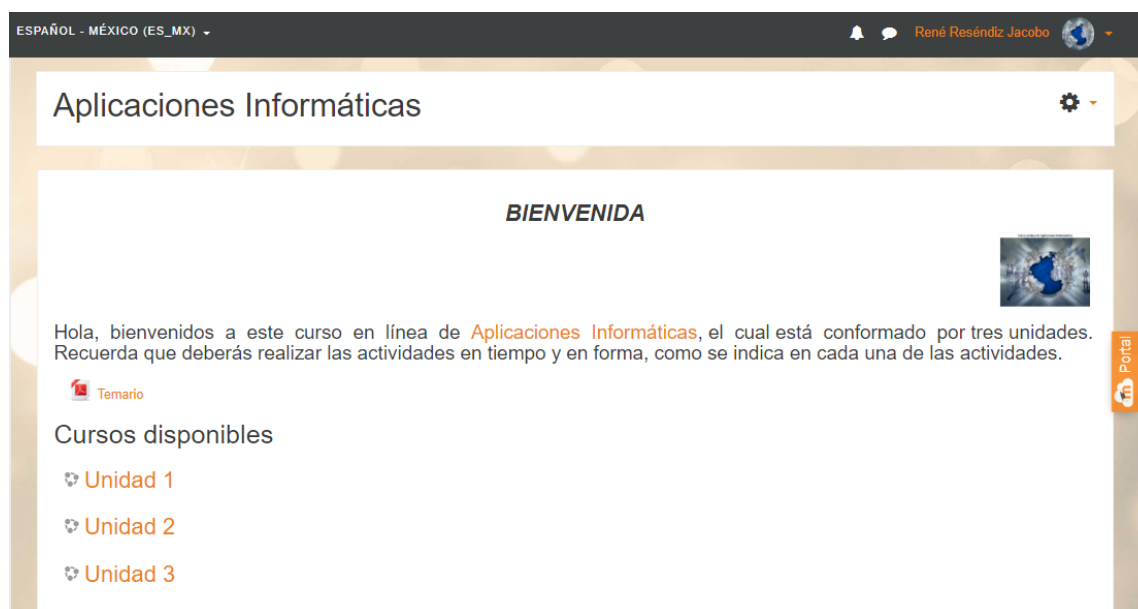 ESPAÑOL - MÉXICO (ES_MX)
René Reséndiz Jacobo
Aplicaciones Informáticas
BIENVENIDA
Hola, bienvenidos a este curso en línea de Aplicaciones Informáticas, el cual está conformado por tres unidades.
Recuerda que deberás realizar las actividades en tiempo y en forma, como se indica en cada una de las actividades.
Portal
Temario
Cursos disponibles
Unidad 1
Unidad 2
Unidad 3